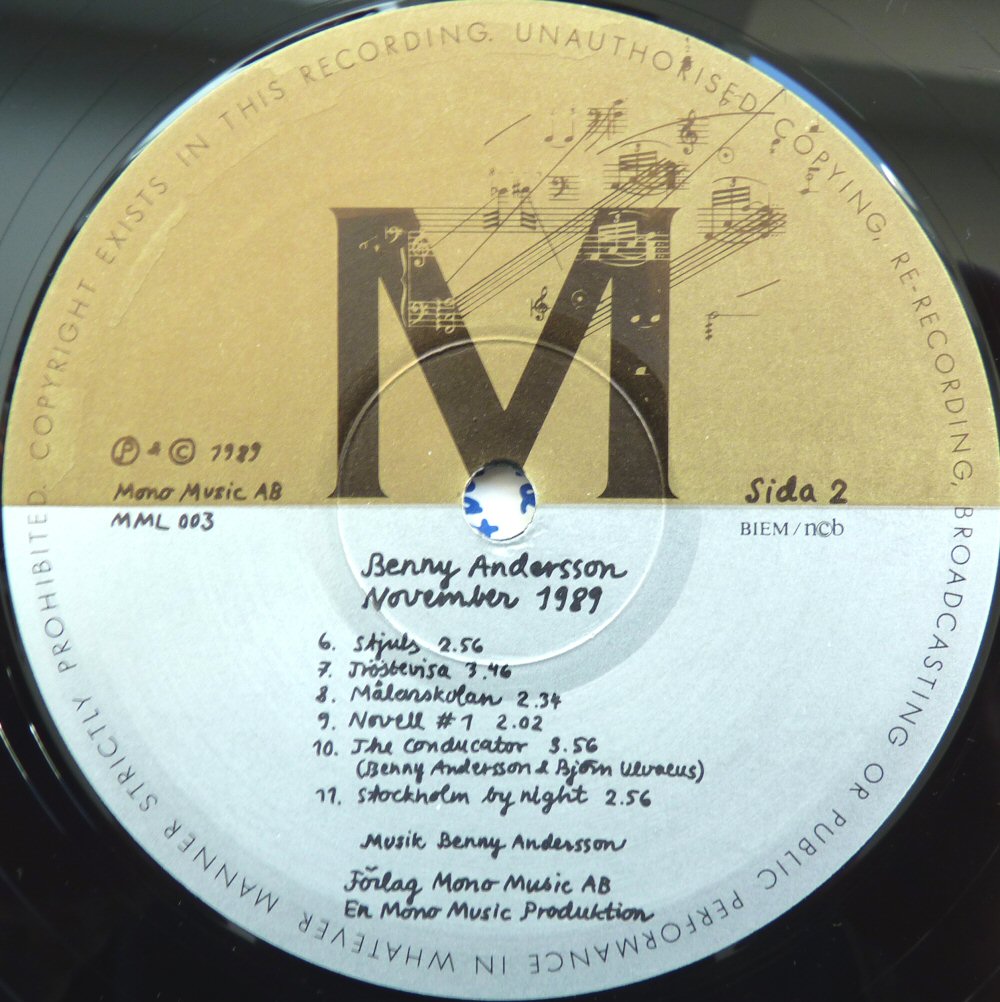 COPYRIGHT EXISTS IN THIS RECORDING. UNAUTHORISED COPYING, RE-RECORDING, BROADCASTING OR PUBLIC PERFORMANCE IN WHATEVER MANNER STRICTLY PROHIBITED.
M
Ⓟ & © 1989
Mono Music AB
MML 003
Sida 2
BIEM/n©b
Benny Andersson
November 1989
6. Stjuls 2.56
7. Tröstevisa 3.46
8. Målarskolan 2.34
9. Novell #1 2.02
10. The Conducator 3.56
(Benny Andersson & Björn Ulvaeus)
11. Stockholm by night 2.56
Musik Benny Andersson
Förlag Mono Music AB
En Mono Music Produktion